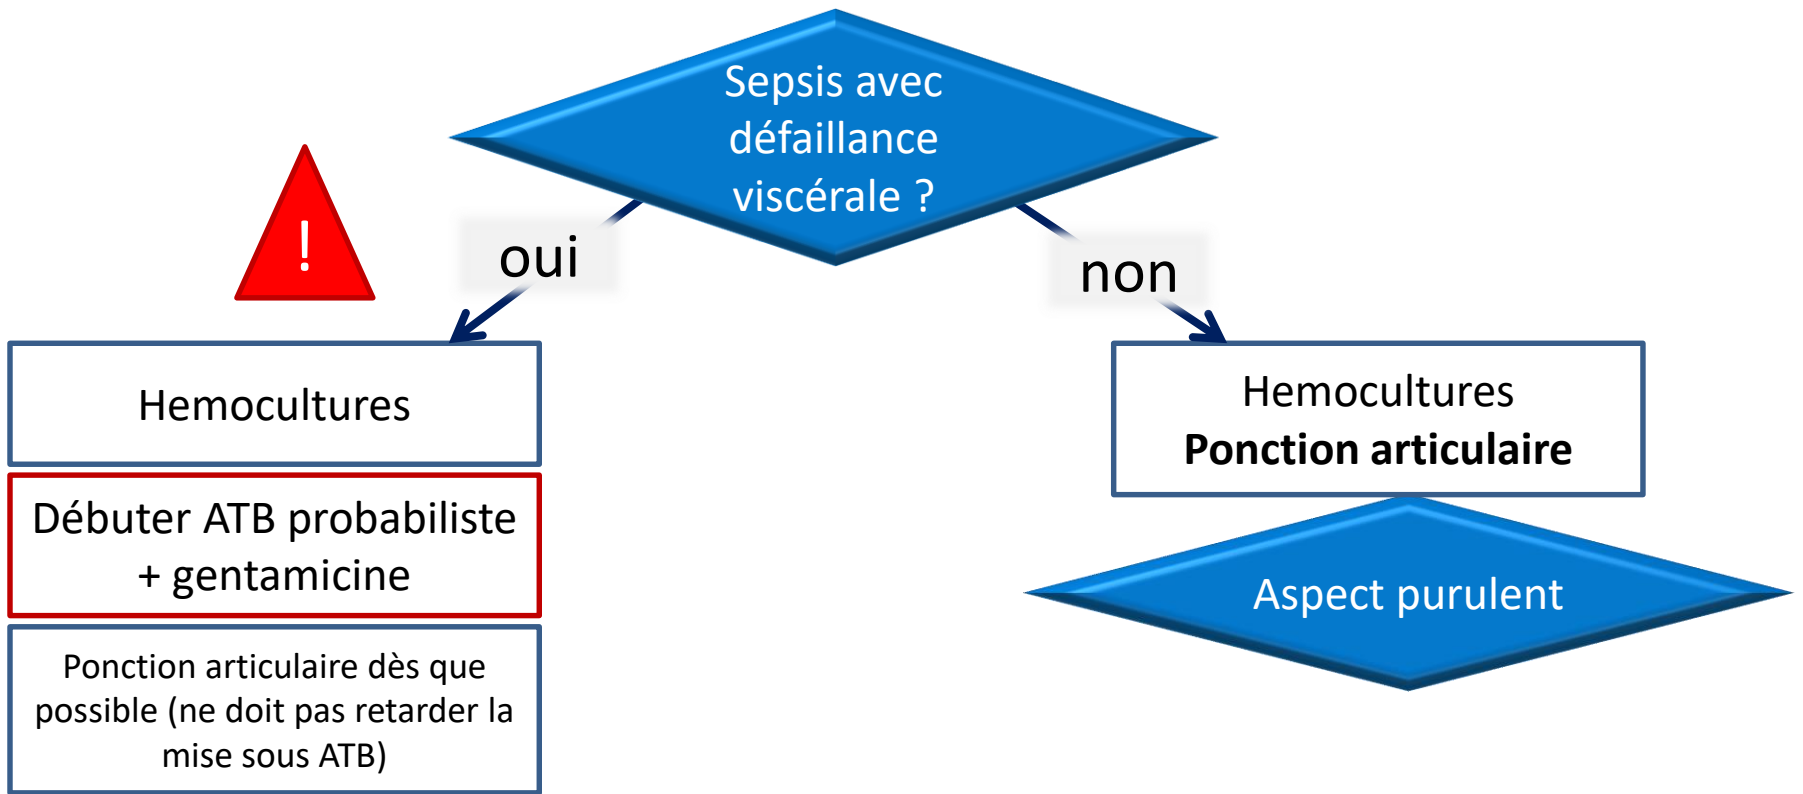 Sepsis avec
défaillance
viscérale ?
!
oui
non
Hemocultures
Débuter ATB probabiliste
+ gentamicine
Ponction articulaire dès que
possible (ne doit pas retarder la
mise sous ATB)
Hemocultures
Ponction articulaire
Aspect purulent